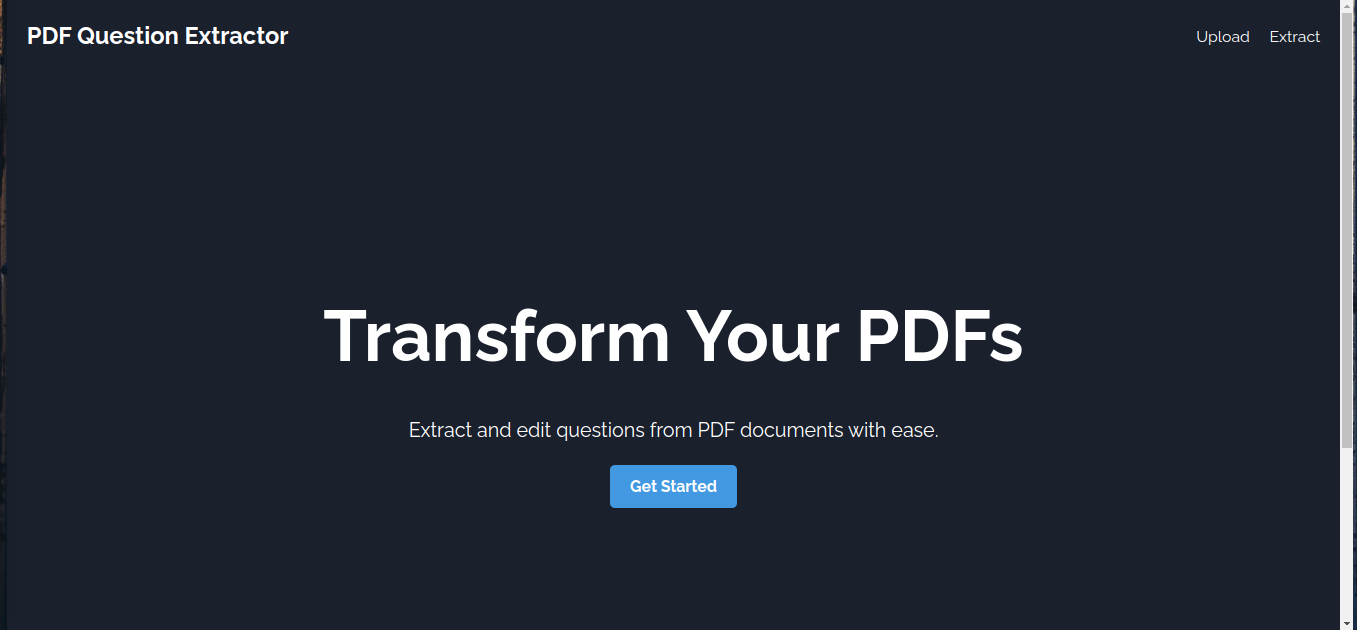 PDF Question Extractor
Upload
Extract
Transform Your PDFs
Extract and edit questions from PDF documents with ease.
Get Started